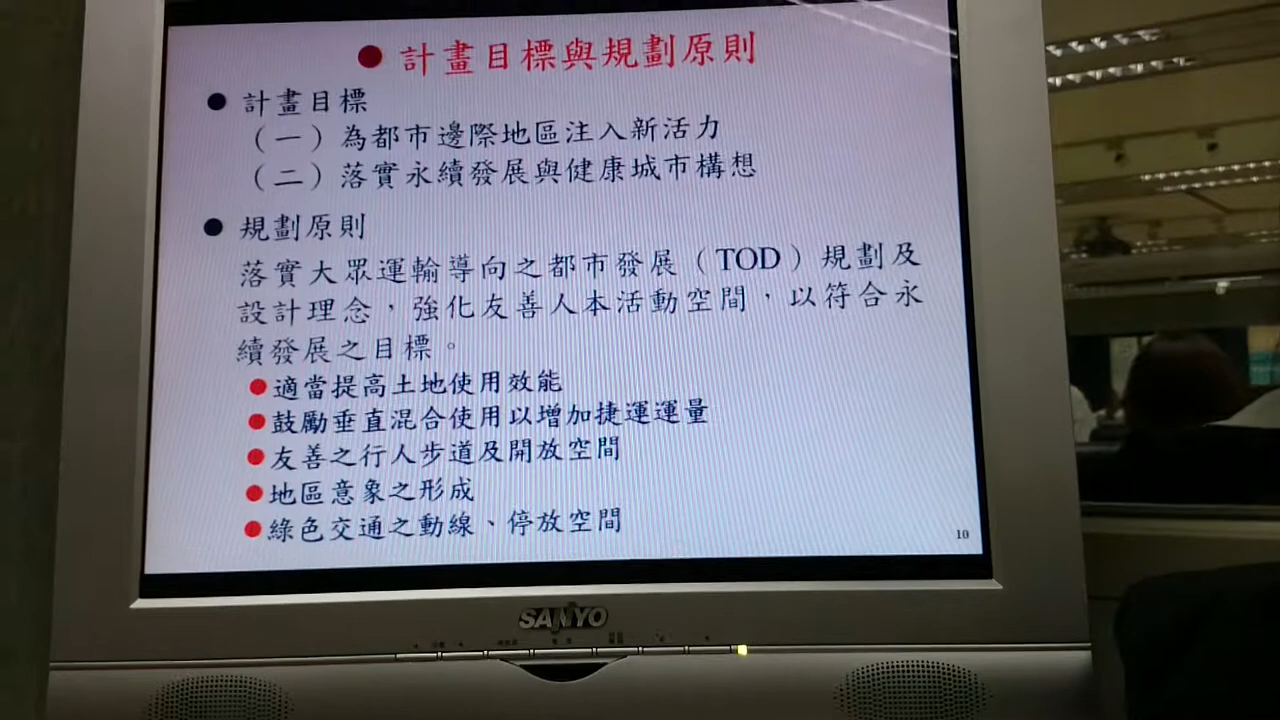 ● 計畫目標與規劃原則
● 計畫目標
（一）為都市邊際地區注入新活力
（二）落實永續發展與健康城市構想
● 規劃原則
落實大眾運輸導向之都市發展（TOD）規劃及
設計理念，強化友善人本活動空間，以符合永
續發展之目標。
●適當提高土地使用效能
●鼓勵垂直混合使用以增加捷運運量
●友善之行人步道及開放空間
●地區意象之形成
●綠色交通之動線、停放空間
10
SANYO